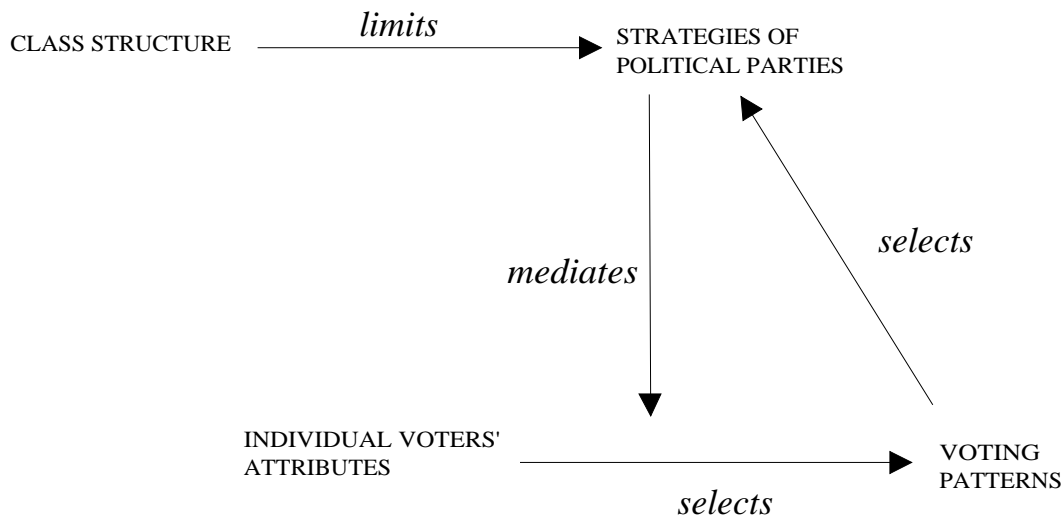 limits
CLASS STRUCTURE
STRATEGIES OF
POLITICAL PARTIES
selects
mediates
INDIVIDUAL VOTERS'
ATTRIBUTES
VOTING
PATTERNS
selects